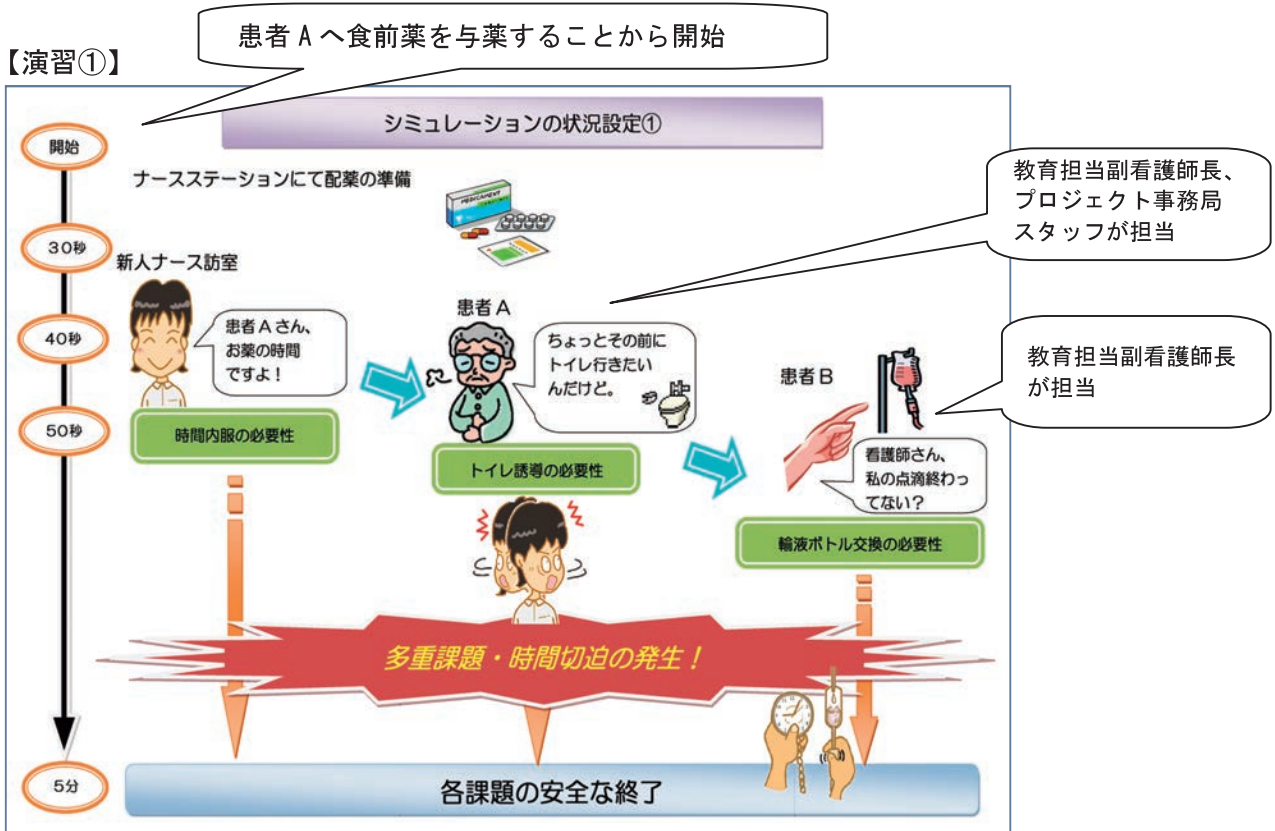 患者 A へ食前薬を与薬することから開始
【演習①】
シミュレーションの状況設定①
開始
ナースステーションにて配薬の準備
MEDICAMENT
教育担当副看護師長、
プロジェクト事務局
スタッフが担当
30秒
新人ナース訪室
患者Aさん、
お薬の時間
ですよ!
40秒
患者A
ちょっとその前に
トイレ行きたい
んだけど。
患者B
教育担当副看護師長
が担当
50秒
時間内服の必要性
トイレ誘導の必要性
看護師さん、
私の点滴終わっ
てない?
輸液ボトル交換の必要性
多重課題・時間切迫の発生!
5分
各課題の安全な終了